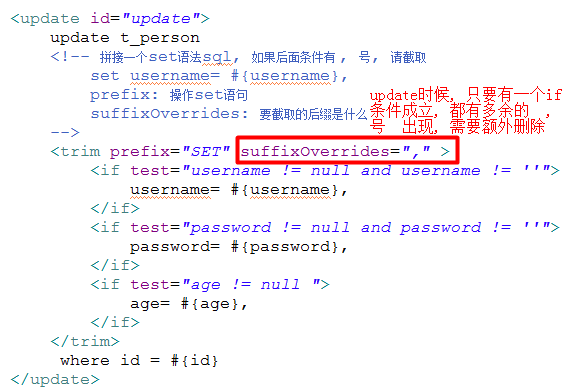 <update id="update">
update t_person
<!-- 拼接一个set语法sql, 如果后面条件有 , 号, 请截取
set username= #{username},
prefix: 操作set语句
suffixOverrides: 要截取的后缀是什么
update时候, 只要有一个if
条件成立, 都有多余的 ,
号 出现, 需要额外删除
-->
<trim prefix="SET" suffixOverrides="," >
<if test="username != null and username != ''">
username= #{username},
</if>
<if test="password != null and password != ''">
password= #{password},
</if>
<if test="age != null ">
age= #{age},
</if>
</trim>
where id = #{id}
</update>